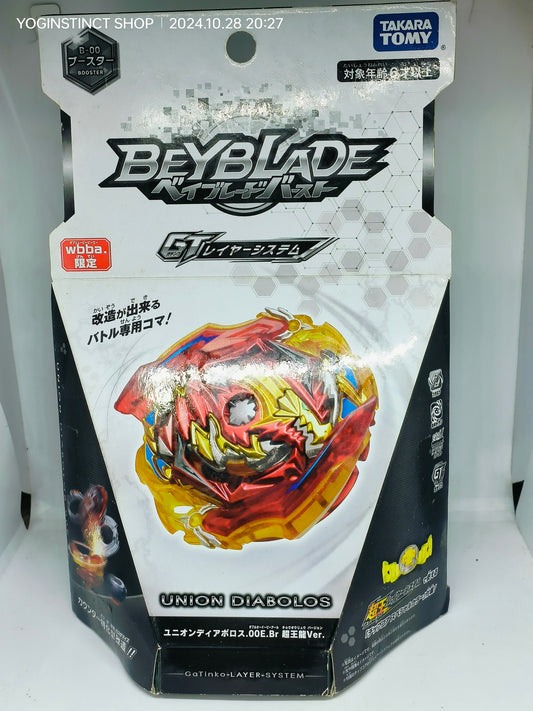 YOGINSTINCT SHOP | 2024.10.28 20:27
B-00
ブースター
BOOSTER
TAKARA
TOMY
対象年齢6才以上
BEYBLADE
ベイブレードバースト
GT レイヤーシステム
wbba.
限定
改造が出来る
バトル専用コマ!
UNION DIABOLOS
ユニオンディアボロス.00E.Br 超王龍Ver.
GaTinko•LAYER-SYSTEM